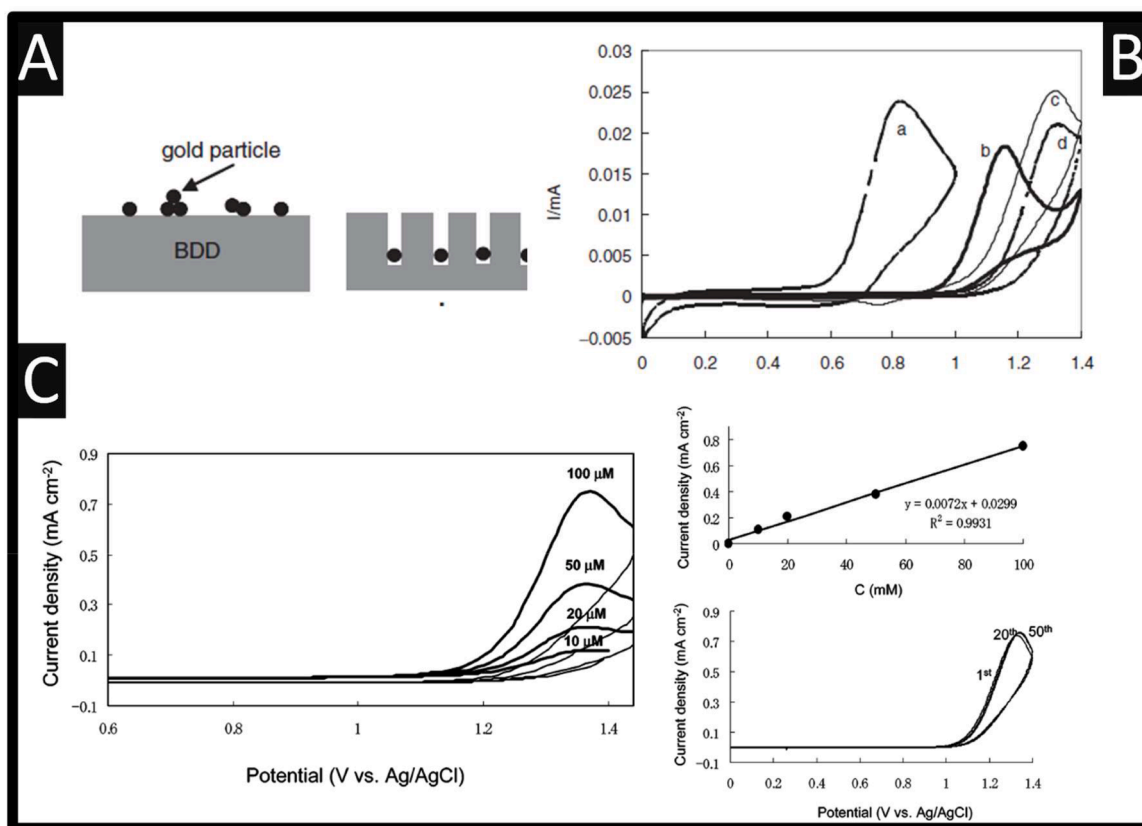 A
gold particle
BDD
B
I/mA
0.03
0.025
0.02
0.015
0.01
0.005
0
−0.005
a
b
c
d
0 0.2 0.4 0.6 0.8 1 1.2 1.4
C
Current density (mA cm-2)
0.9
0.7
0.5
0.3
0.1
−0.1
100 μM
50 μM
20 μM
10 μM
0.6 0.8 1 1.2 1.4
Potential (V vs. Ag/AgCl)
Current density (mA cm-2)
0.8
0.6
0.4
0.2
0
y = 0.0072x + 0.0299
R2 = 0.9931
0 20 40 60 80 100
C (mM)
Current density (mA cm-2)
0.9
0.7
0.5
0.3
0.1
−0.1
20th 50th
1st
0 0.2 0.4 0.6 0.8 1.0 1.2 1.4
Potential (V vs. Ag/AgCl)